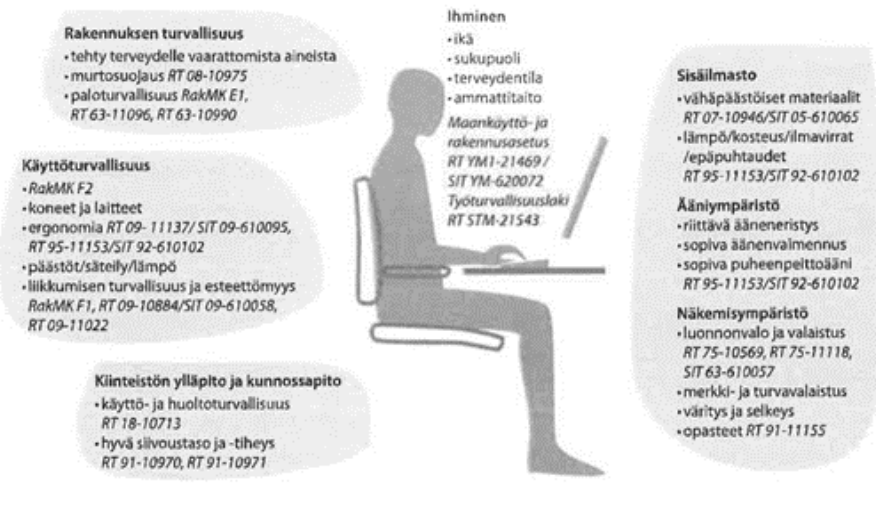 Rakennuksen turvallisuus
• tehty terveydelle vaarattomista aineista
• murtosuojaus RT 08-10975
• paloturvallisuus RakMK E1,
RT 63-11096, RT 63-10990
Käyttöturvallisuus
• RakMK F2
• koneet ja laitteet
• ergonomia RT 09- 11137/ SIT 09-610095,
RT 95-11153/SIT 92-610102
• päästöt/säteily/lämpö
• liikkumisen turvallisuus ja esteettömyys
RakMK F1, RT 09-10884/SIT 09-610058,
RT 09-11022
Kiinteistön ylläpito ja kunnossapito
• käyttö- ja huoltoturvallisuus
RT 18-10713
• hyvä siivoustaso ja -tiheys
RT 91-10970, RT 91-10971
Ihminen
• ikä
• sukupuoli
• terveydentila
• ammattitaito
Maankäyttö- ja
rakennusasetus
RT YM1-21469 /
SIT YM-620072
Työturvallisuuslaki
RT STM-21543
Sisäilmasto
• vähäpäästöiset materiaalit
RT 07-10946/SIT 05-610065
• lämpö/kosteus/ilmavirrat
/epäpuhtaudet
RT 95-11153/SIT 92-610102
Ääniympäristö
• riittävä ääneneristys
• sopiva äänenvaimennus
• sopiva puheenpeittoääni
RT 95-11153/SIT 92-610102
Näkemisympäristö
• luonnonvalo ja valaistus
RT 75-10569, RT 75-11118,
SIT 63-610057
• merkki- ja turvavalaistus
• väritys ja selkeys
• opasteet RT 91-11155